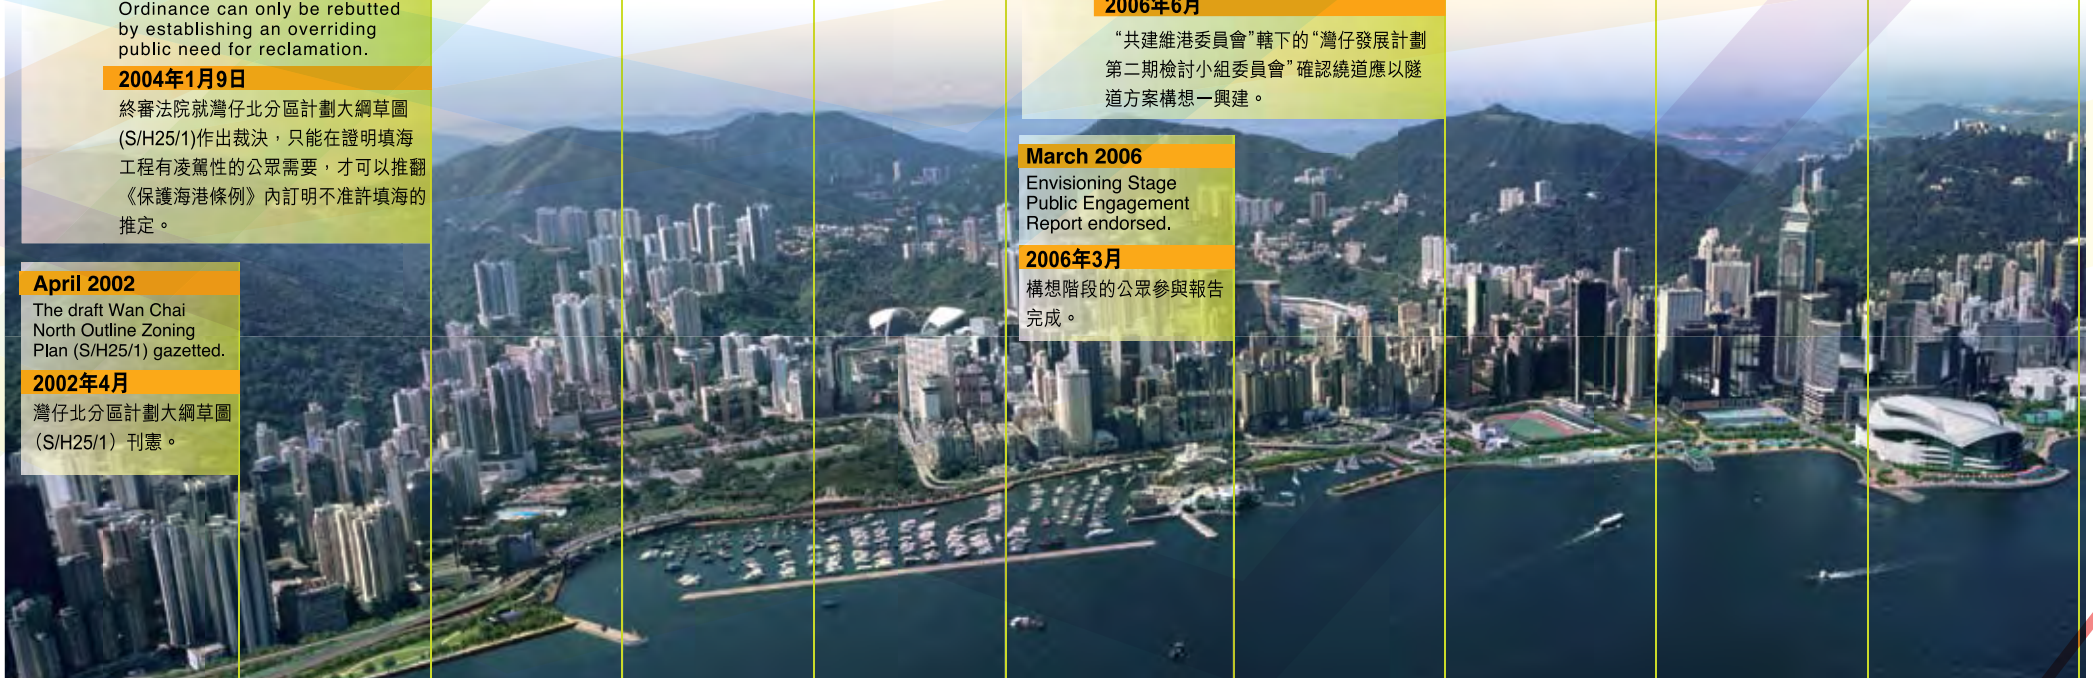 Ordinance can only be rebutted
by establishing an overriding
public need for reclamation.
2004年1月9日
終審法院就灣仔北分區計劃大綱草圖
(S/H25/1)作出裁決，只能在證明填海
工程有凌駕性的公眾需要，才可以推翻
《保護海港條例》內訂明不准許填海的
推定。
April 2002
The draft Wan Chai
North Outline Zoning
Plan (S/H25/1) gazetted.
2002年4月
灣仔北分區計劃大綱草圖
（S/H25/1）刊憲。
2006年6月
“共建維港委員會”轄下的“灣仔發展計劃
第二期檢討小組委員會”確認繞道應以隧
道方案構想一興建。
March 2006
Envisioning Stage
Public Engagement
Report endorsed.
2006年3月
構想階段的公眾參與報告
完成。